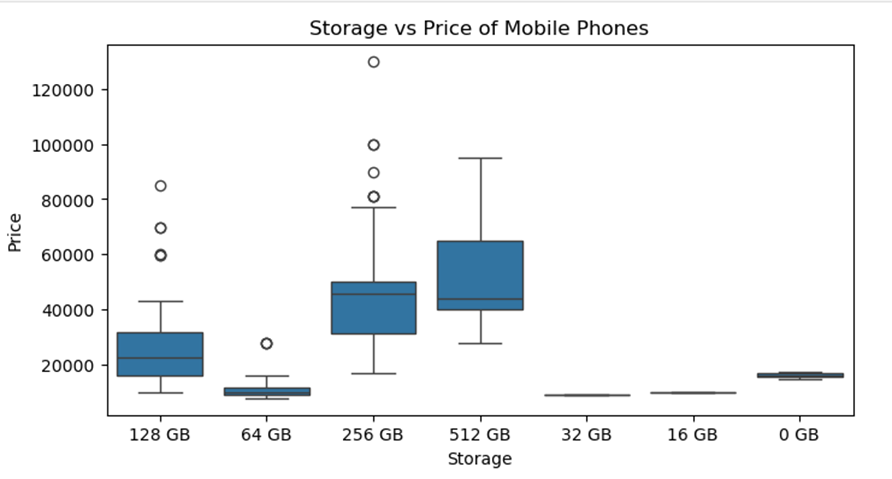 Storage vs Price of Mobile Phones
120000
100000
80000
60000
40000
20000
Price
128 GB 64 GB 256 GB 512 GB 32 GB 16 GB 0 GB
Storage